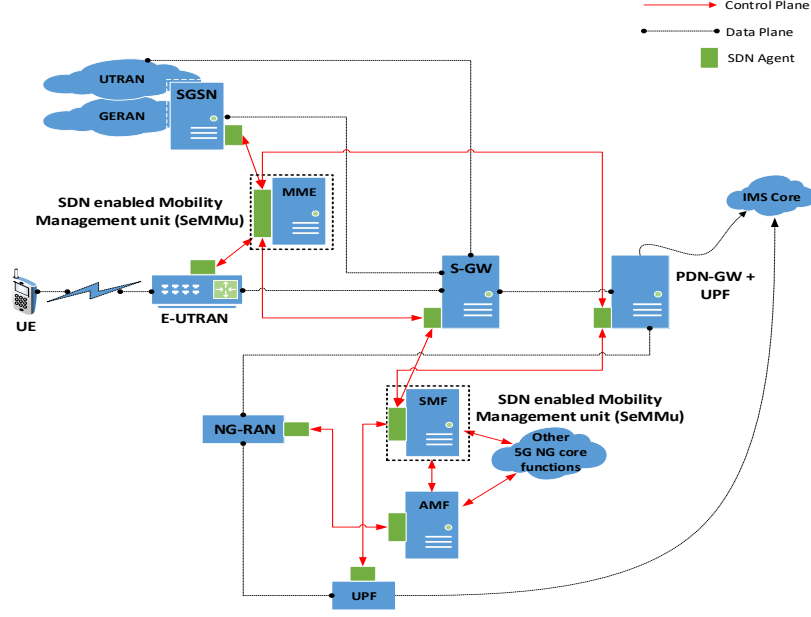 Control Plane
Data Plane
SDN Agent
UTRAN
SGSN
GERAN
MME
SDN enabled Mobility
Management unit (SeMMu)
IMS Core
S-GW
PDN-GW +
UPF
UE
E-UTRAN
SMF
SDN enabled Mobility
Management unit (SeMMu)
NG-RAN
Other
5G NG core
functions
AMF
UPF